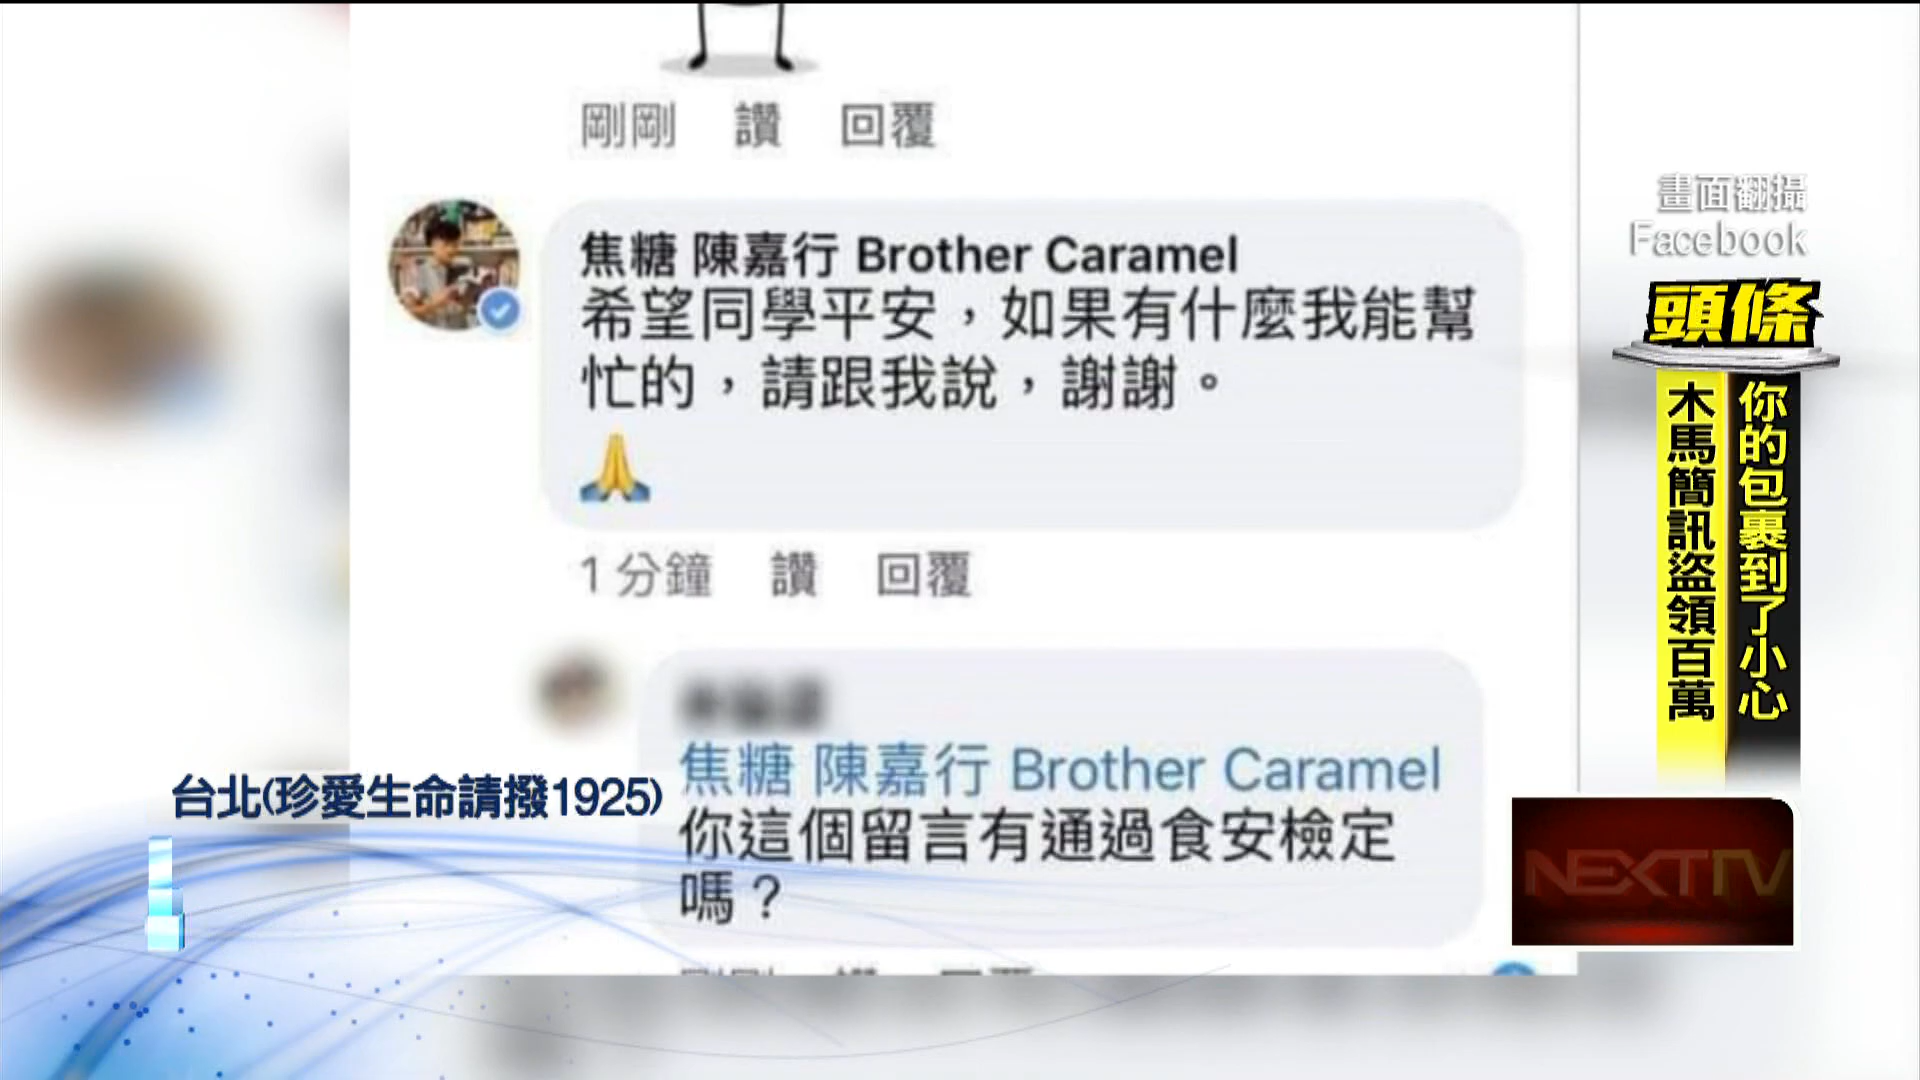 剛剛 讚 回覆
焦糖 陳嘉行 Brother Caramel
希望同學平安，如果有什麼我能幫
忙的，請跟我說，謝謝。
1分鐘 讚 回覆
焦糖 陳嘉行 Brother Caramel
你這個留言有通過食安檢定
嗎？
台北(珍愛生命請撥1925)
畫面翻攝
Facebook
頭條
你的包裹到了小心
木馬簡訊盜領百萬
NEXTTV